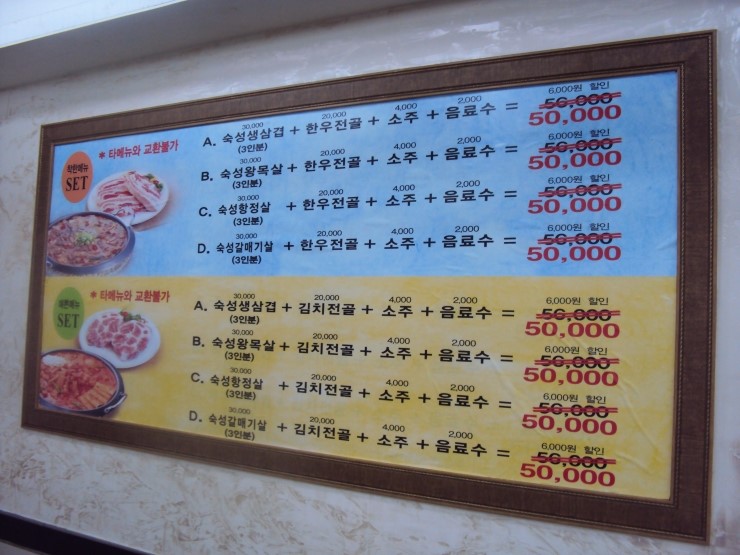 착한메뉴
SET
* 타메뉴와 교환불가
30,000 20,000 4,000 2,000 6,000원 할인
A. 숙성생삼겹 + 한우전골 + 소주 + 음료수 = 56,000
(3인분) 50,000
30,000 20,000 4,000 2,000 6,000원 할인
B. 숙성왕목살 + 한우전골 + 소주 + 음료수 = 56,000
(3인분) 50,000
30,000 20,000 4,000 2,000 6,000원 할인
C. 숙성항정살 + 한우전골 + 소주 + 음료수 = 56,000
(3인분) 50,000
30,000 20,000 4,000 2,000 6,000원 할인
D. 숙성갈매기살 + 한우전골 + 소주 + 음료수 = 56,000
(3인분) 50,000
SET
* 타메뉴와 교환불가
30,000 20,000 4,000 2,000 6,000원 할인
A. 숙성생삼겹 + 김치전골 + 소주 + 음료수 = 56,000
(3인분) 50,000
30,000 20,000 4,000 2,000 6,000원 할인
B. 숙성왕목살 + 김치전골 + 소주 + 음료수 = 56,000
(3인분) 50,000
30,000 20,000 4,000 2,000 6,000원 할인
C. 숙성항정살 + 김치전골 + 소주 + 음료수 = 56,000
(3인분) 50,000
30,000 20,000 4,000 2,000 6,000원 할인
D. 숙성갈매기살 + 김치전골 + 소주 + 음료수 = 56,000
(3인분) 50,000